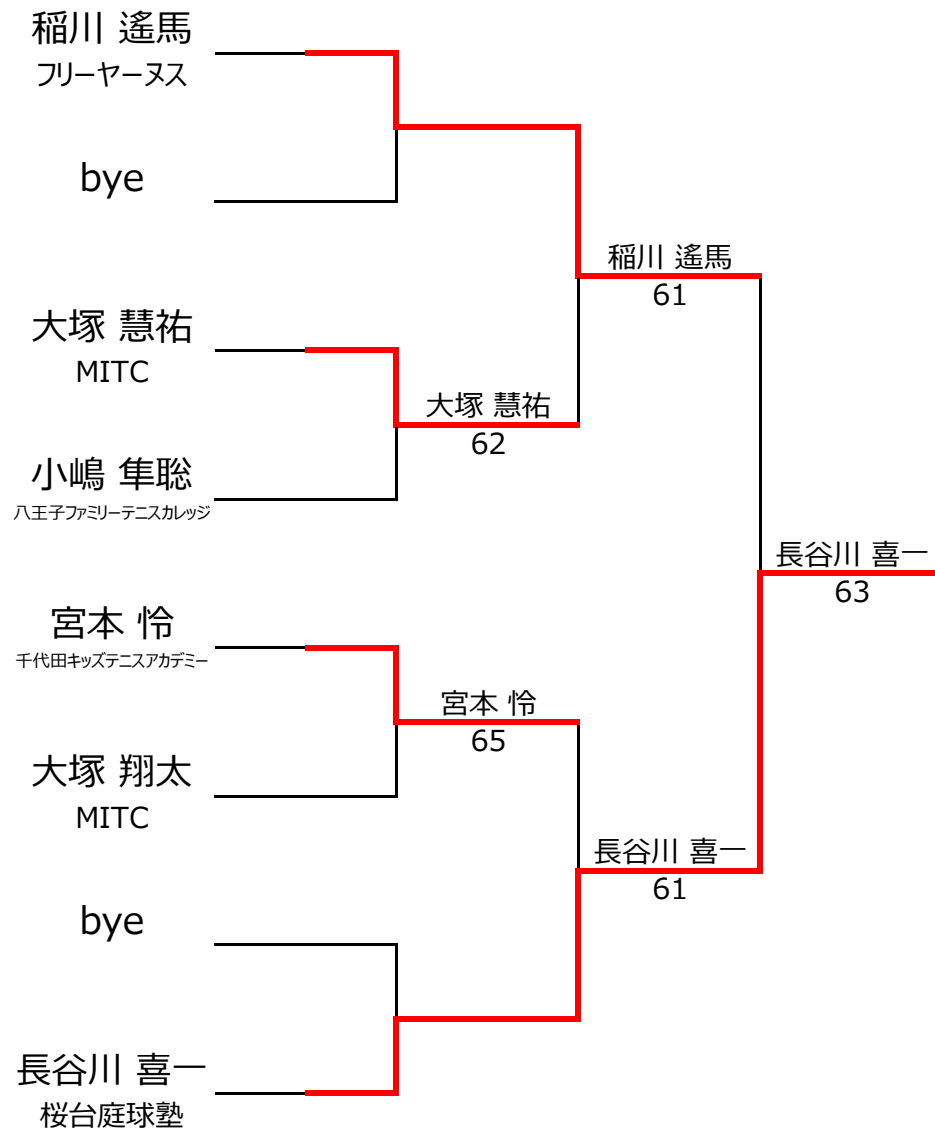 稲川 遙馬
フリーヤーヌス
bye
稲川 遙馬
61
大塚 慧祐
MITC
大塚 慧祐
62
小嶋 隼聡
八王子ファミリーテニスカレッジ
長谷川 喜一
63
宮本 怜
千代田キッズテニスアカデミー
宮本 怜
65
大塚 翔太
MITC
長谷川 喜一
61
bye
長谷川 喜一
桜台庭球塾